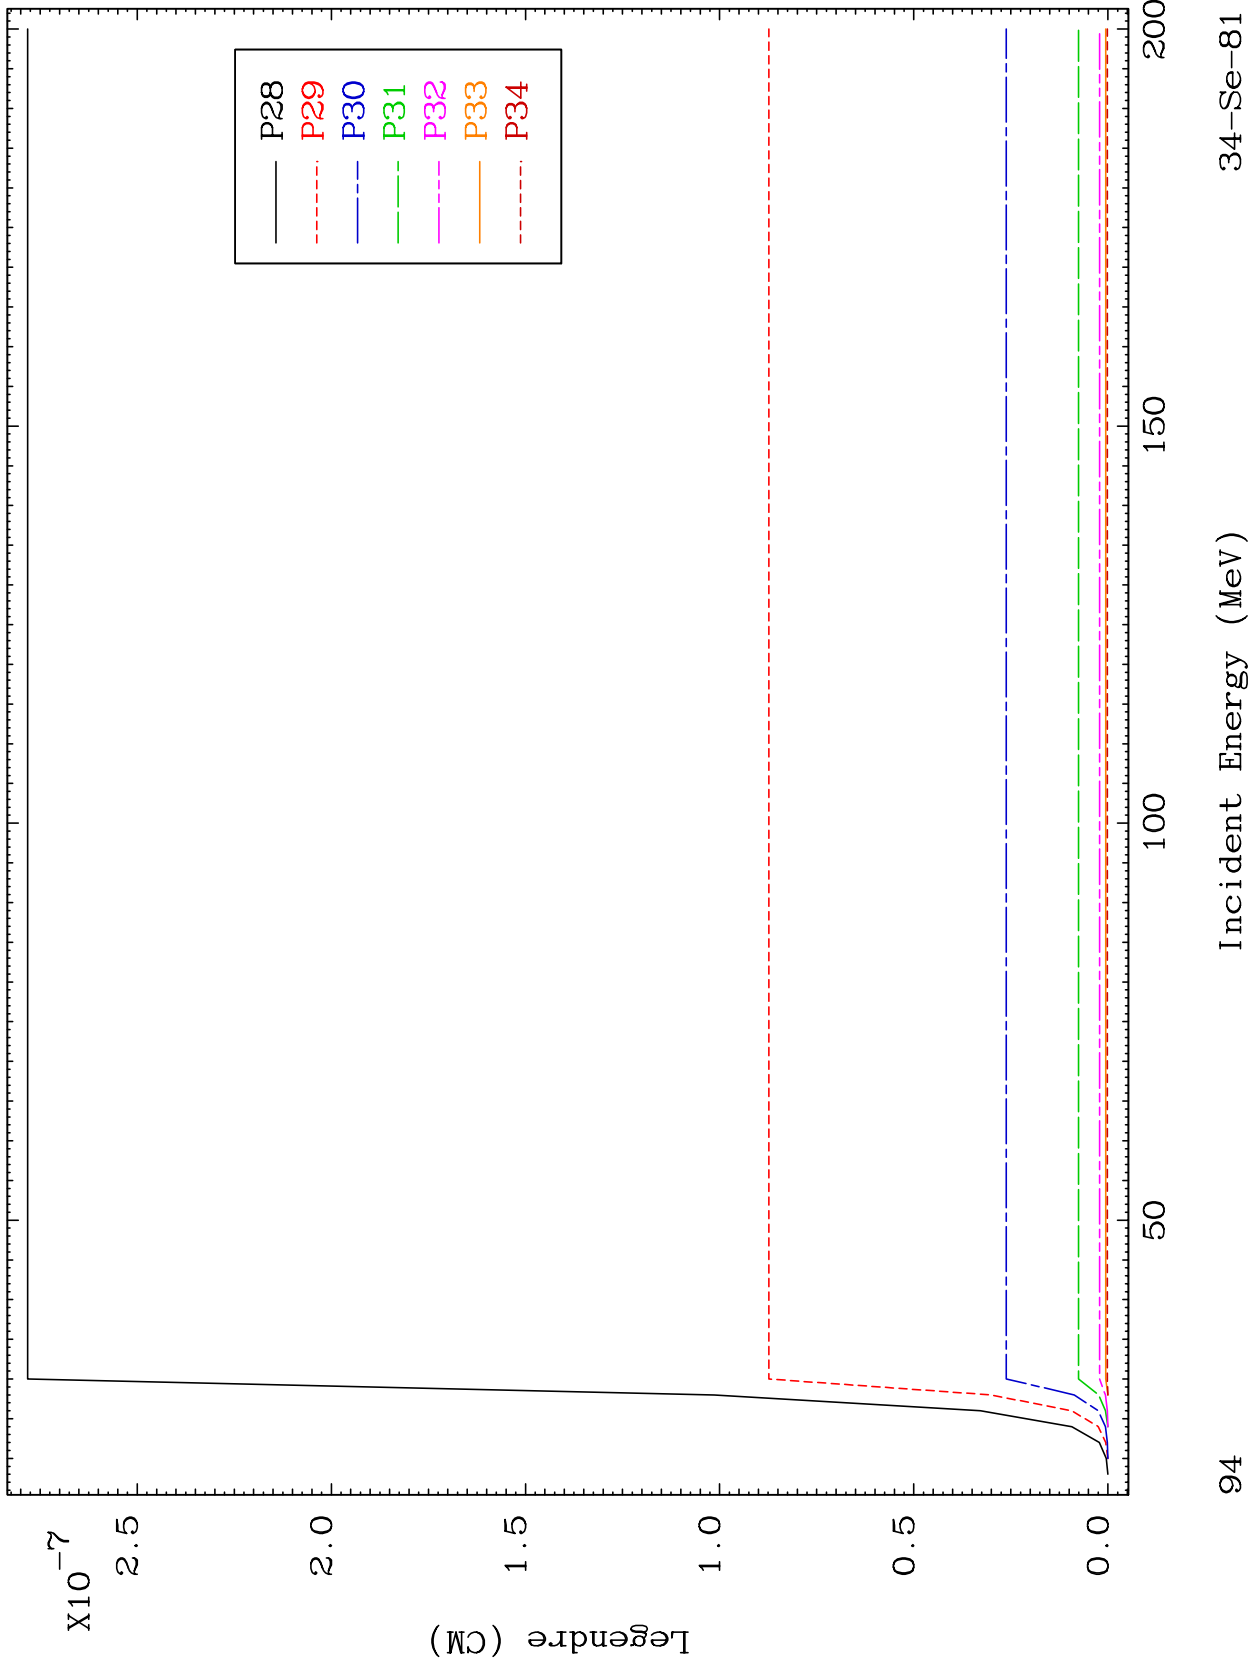 X10-7
2.5
2.0
1.5
1.0
0.5
0.0
Legendre (CM)
P28
P29
P30
P31
P32
P33
P34
50
100
150
200
94
Incident Energy (MeV)
34-Se-81